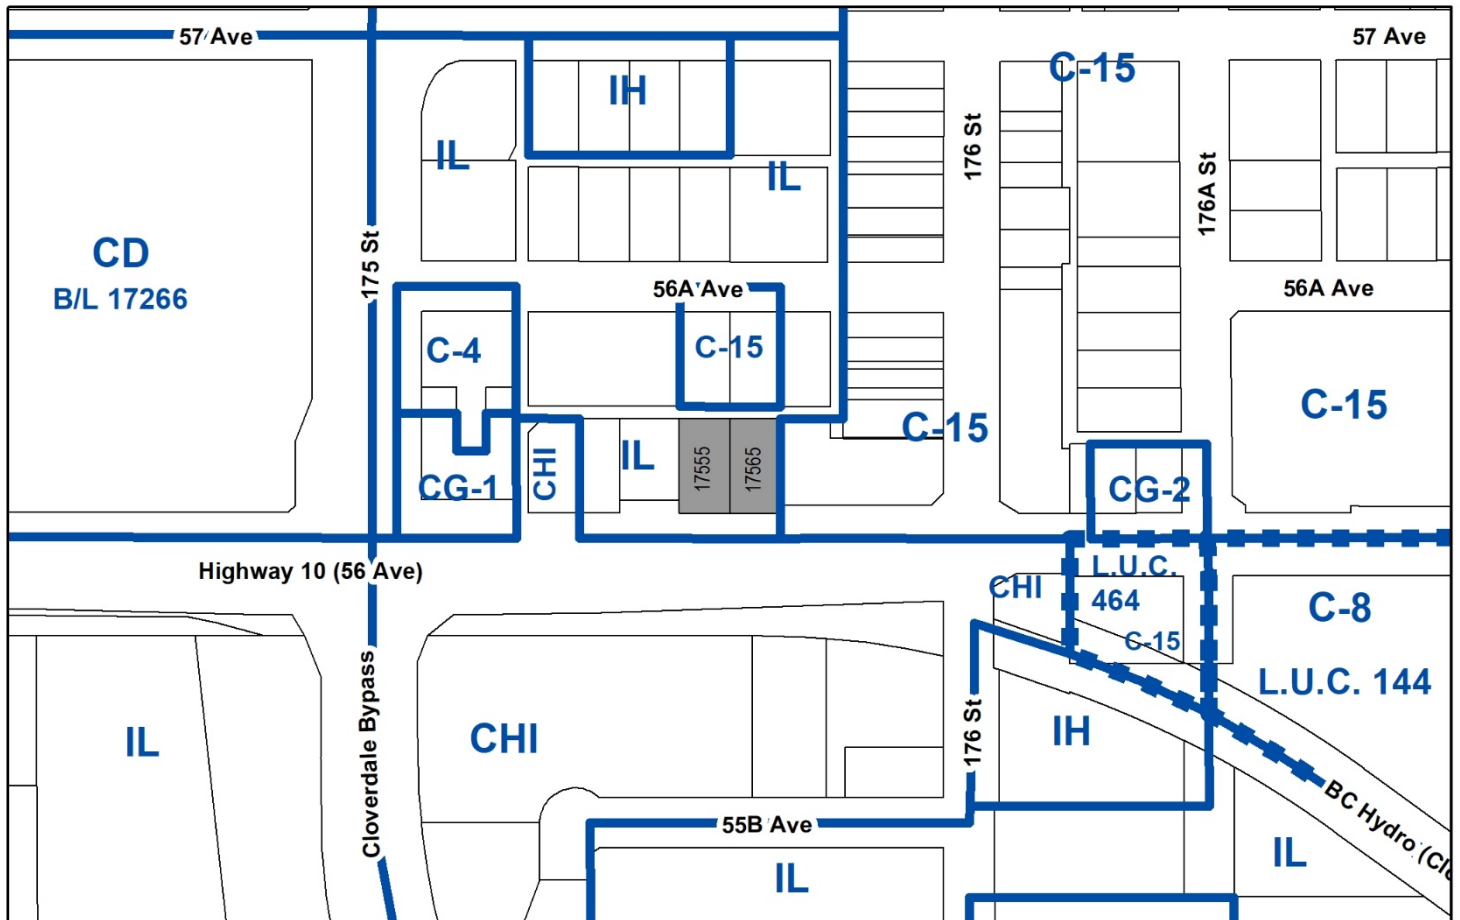 57 Ave
57 Ave
C-15
IH
IL
IL
176 St
176A St
CD
B/L 17266
175 St
56A Ave
56A Ave
C-4
C-15
C-15
C-15
CG-1
CHI
IL
17555
17565
CG-2
Highway 10 (56 Ave)
CHI
L.U.C.
464
C-15
C-8
L.U.C. 144
Cloverdale Bypass
IL
CHI
176 St
IH
55B Ave
BC Hydro (Clo
IL
IL